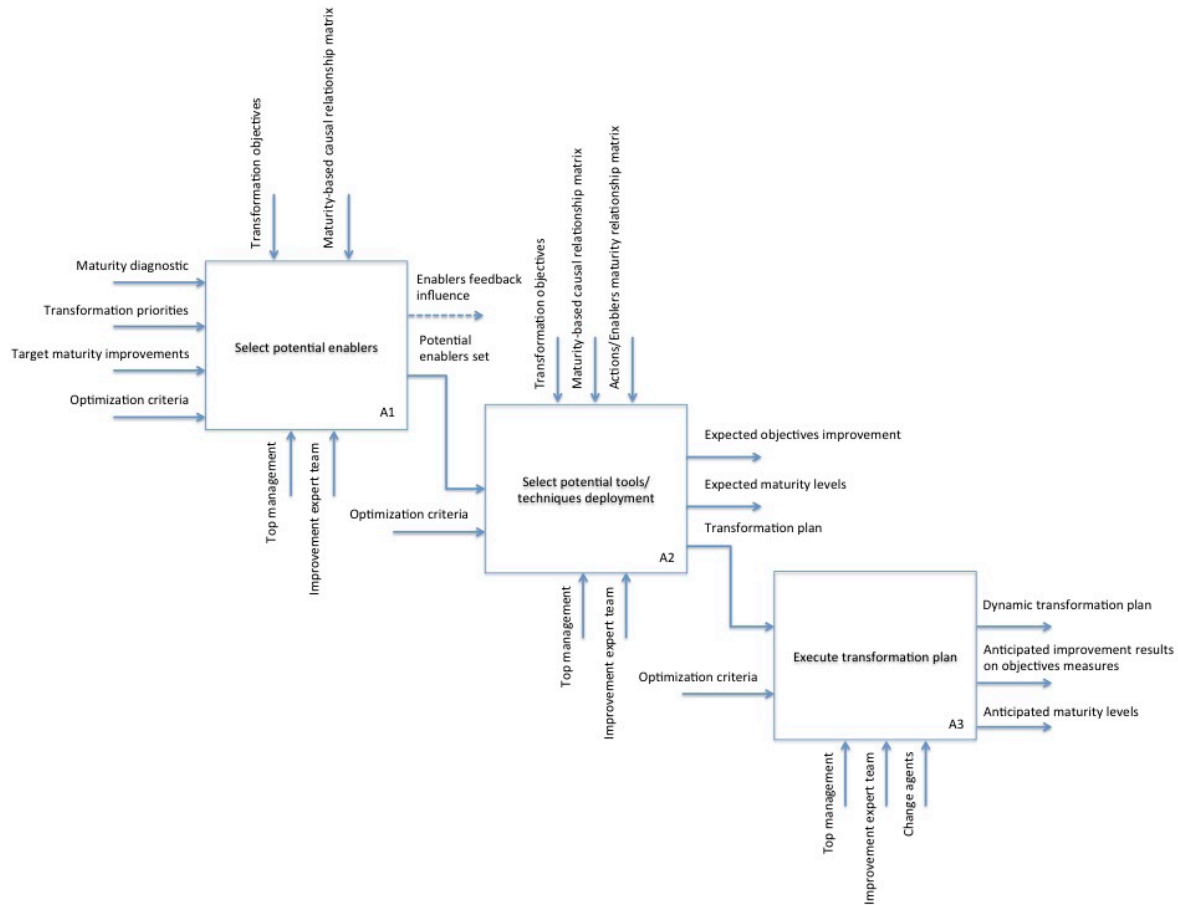 Transformation objectives
Maturity-based causal relationship matrix
Maturity diagnostic
Transformation priorities
Target maturity improvements
Optimization criteria
Select potential enablers
A1
Enablers feedback
influence
Potential
enablers set
Top management
Improvement expert team
Transformation objectives
Maturity-based causal relationship matrix
Actions/Enablers maturity relationship matrix
Optimization criteria
Select potential tools/
techniques deployment
A2
Expected objectives improvement
Expected maturity levels
Transformation plan
Top management
Improvement expert team
Optimization criteria
Execute transformation plan
A3
Dynamic transformation plan
Anticipated improvement results
on objectives measures
Anticipated maturity levels
Top management
Improvement expert team
Change agents